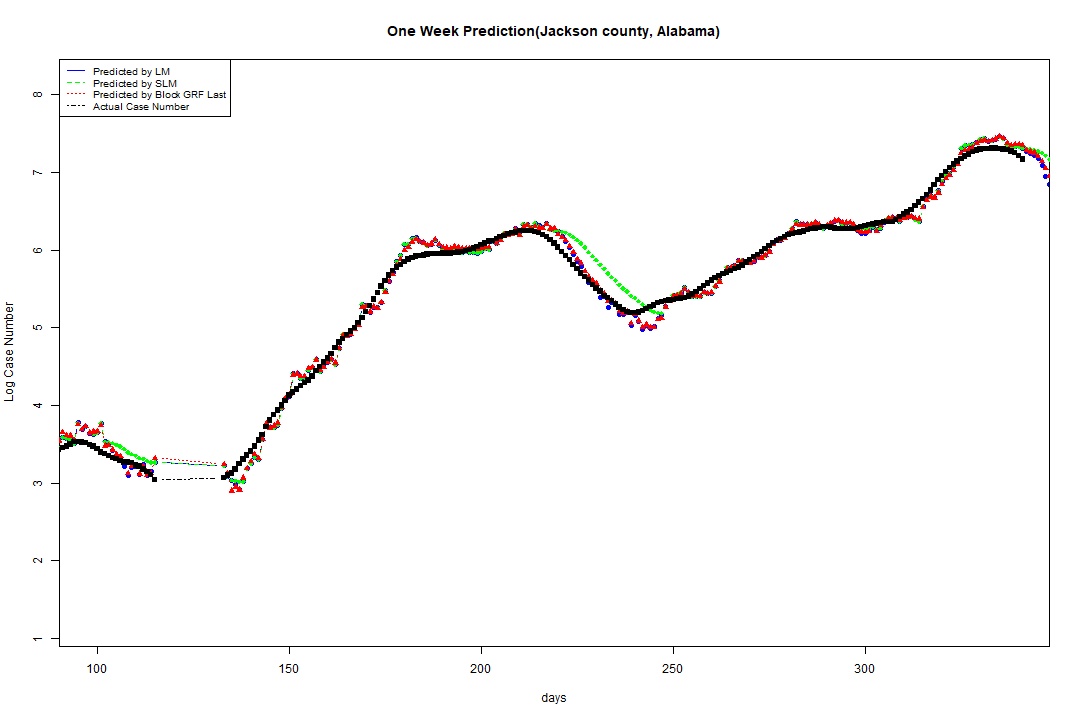 One Week Prediction(Jackson county, Alabama)
Predicted by LM
Predicted by SLM
Predicted by Block GRF Last
Actual Case Number
8
7
6
5
4
3
2
1
Log Case Number
100 150 200 250 300
days